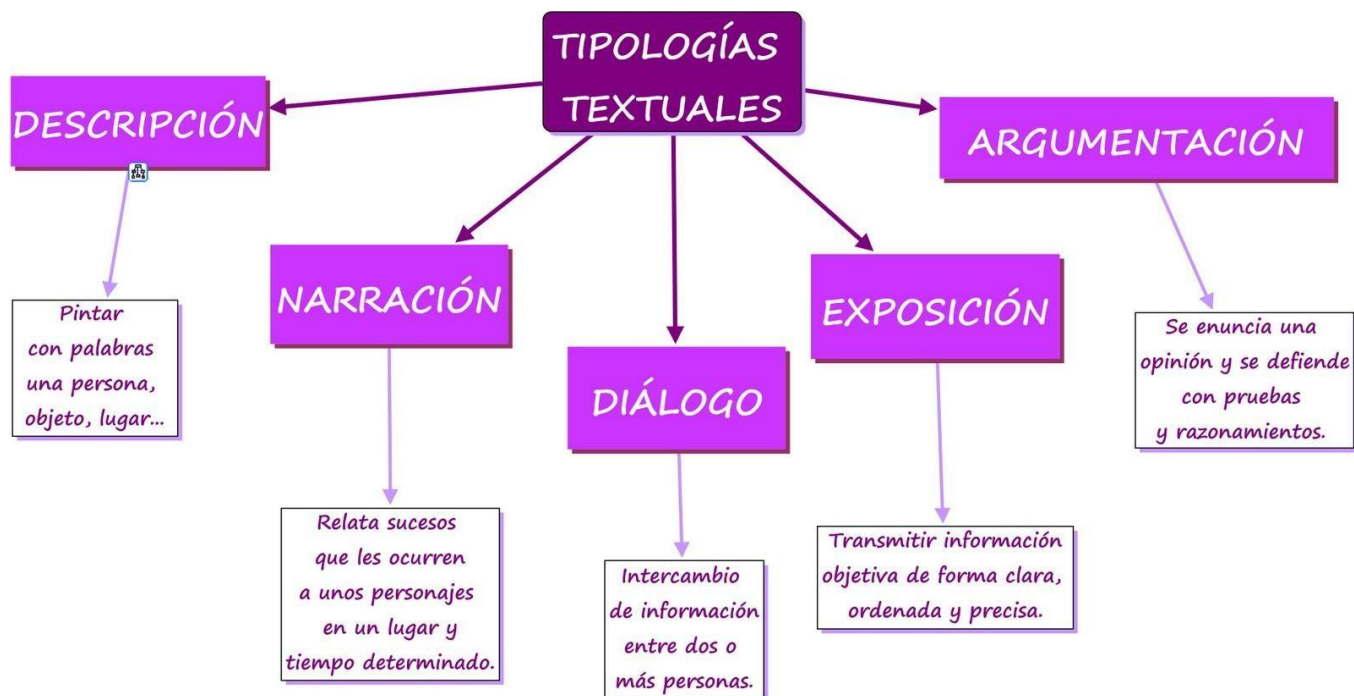 TIPOLOGÍAS
TEXTUALES
DESCRIPCIÓN
Pintar
con palabras
una persona,
objeto, lugar...
NARRACIÓN
Relata sucesos
que les ocurren
a unos personajes
en un lugar y
tiempo determinado.
DIÁLOGO
Intercambio
de información
entre dos o
más personas.
EXPOSICIÓN
Transmitir información
objetiva de forma clara,
ordenada y precisa.
ARGUMENTACIÓN
Se enuncia una
opinión y se defiende
con pruebas
y razonamientos.